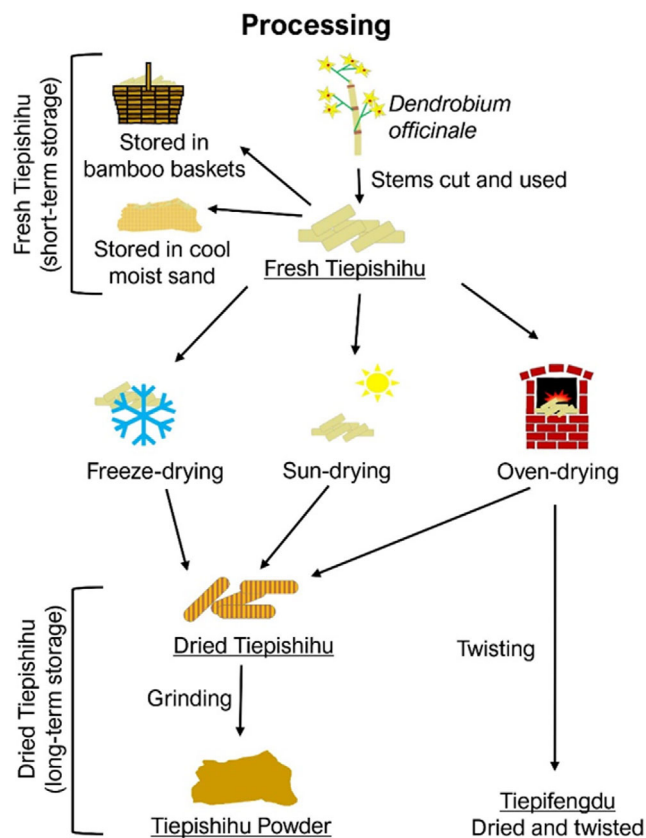 Processing
Fresh Tiepishihu
(short-term storage)
Stored in
bamboo baskets
Dendrobium
officinale
Stems cut and used
Stored in cool
moist sand
Fresh Tiepishihu
Freeze-drying
Sun-drying
Oven-drying
Dried Tiepishihu
(long-term storage)
Dried Tiepishihu
Twisting
Grinding
Tiepishihu Powder
Tiepifengdu
Dried and twisted